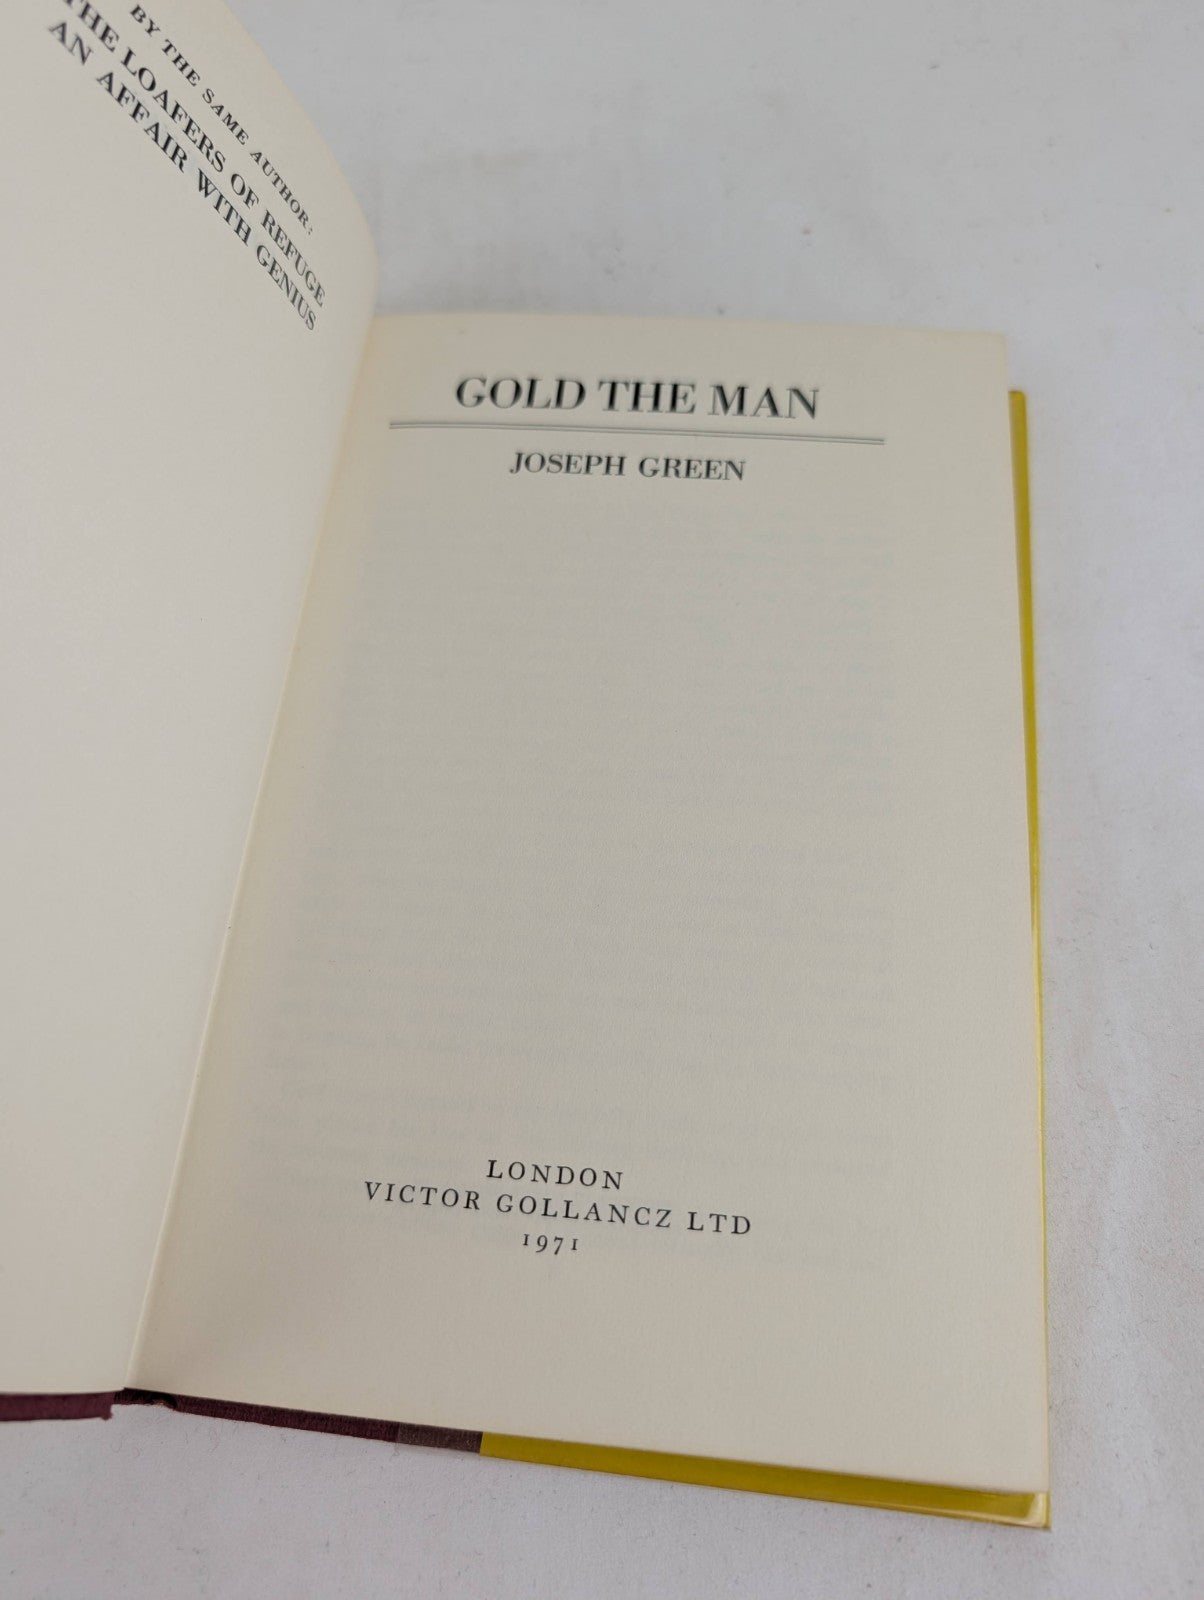 BY THE SAME AUTHOR:
THE LOAFERS OF REFUGE
AN AFFAIR WITH GENIUS
GOLD THE MAN
JOSEPH GREEN
LONDON
VICTOR GOLLANCZ LTD
1971